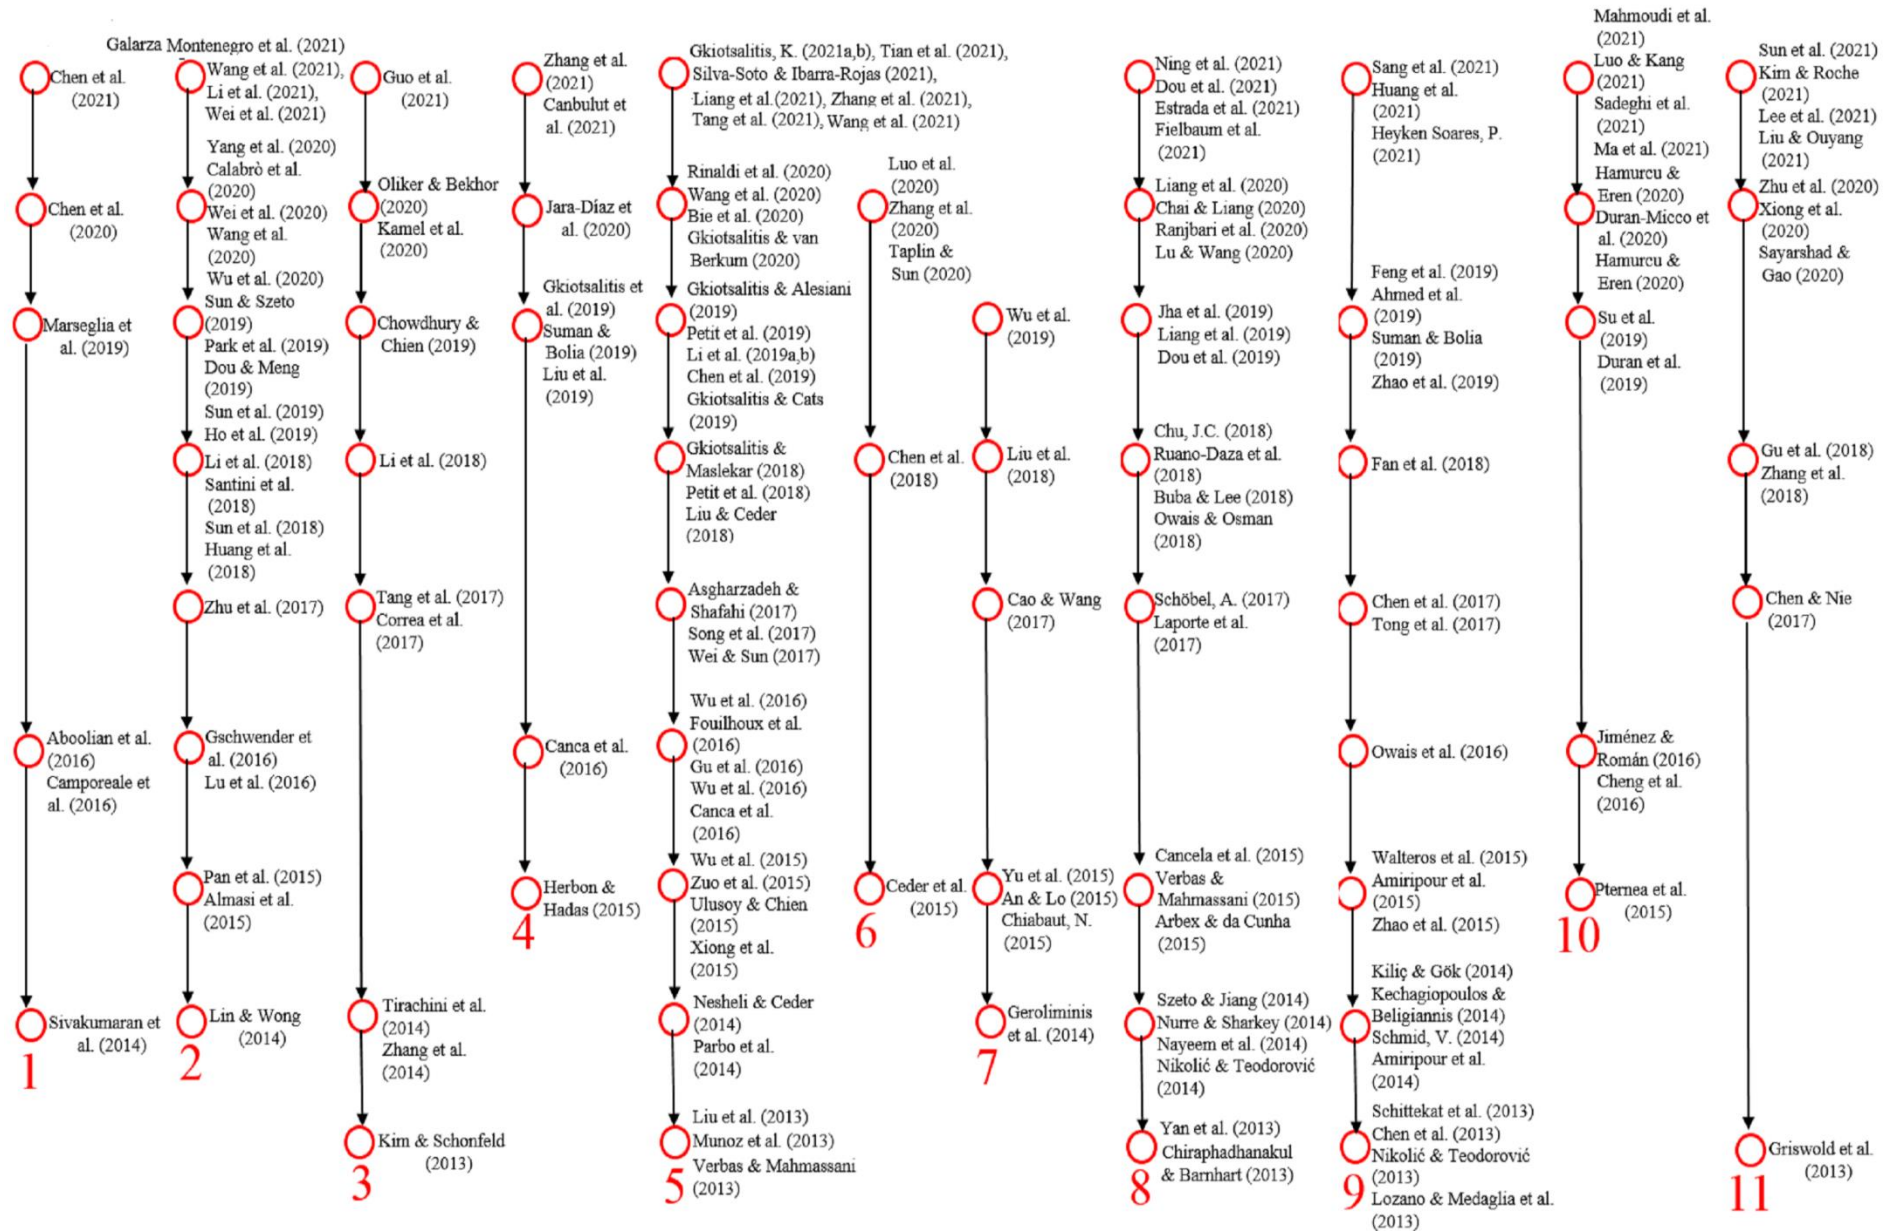 Chen et al.
(2021)
Chen et al.
(2020)
Marseglia et
al. (2019)
Aboolian et al.
(2016)
Camporeale et
al. (2016)
Sivakumaran et
al. (2014)
1
Galarza Montenegro et al. (2021)
Wang et al. (2021),
Li et al. (2021),
Wei et al. (2021)
Yang et al. (2020)
Calabrò et al.
(2020)
Wei et al. (2020)
Wang et al.
(2020)
Wu et al. (2020)
Sun & Szeto
(2019)
Park et al. (2019)
Dou & Meng
(2019)
Sun et al. (2019)
Ho et al. (2019)
Li et al. (2018)
Santini et al.
(2018)
Sun et al. (2018)
Huang et al.
(2018)
Zhu et al. (2017)
Gschwender et
al. (2016)
Lu et al. (2016)
Pan et al. (2015)
Almasi et al.
(2015)
Lin & Wong
(2014)
2
Guo et al.
(2021)
Oliker & Bekhor
(2020)
Kamel et al.
(2020)
Chowdhury &
Chien (2019)
Li et al. (2018)
Tang et al. (2017)
Correa et al.
(2017)
Tirachini et al.
(2014)
Zhang et al.
(2014)
Kim & Schonfeld
(2013)
3
Zhang et al.
(2021)
Canbulut et
al. (2021)
Jara-Díaz et
al. (2020)
Gkiotsalitis et
al. (2019)
Suman &
Bolia (2019)
Liu et al.
(2019)
Canca et al.
(2016)
Herbon &
Hadas (2015)
4
Gkiotsalitis, K. (2021a,b), Tian et al. (2021),
Silva-Soto & Ibarra-Rojas (2021),
Liang et al.(2021), Zhang et al. (2021),
Tang et al. (2021), Wang et al. (2021)
Rinaldi et al. (2020)
Wang et al. (2020)
Bie et al. (2020)
Gkiotsalitis & van
Berkum (2020)
Gkiotsalitis & Alesiani
(2019)
Petit et al. (2019)
Li et al. (2019a,b)
Chen et al. (2019)
Gkiotsalitis & Cats
(2019)
Gkiotsalitis &
Maslekar (2018)
Petit et al. (2018)
Liu & Ceder
(2018)
Asgharzadeh &
Shafahi (2017)
Song et al. (2017)
Wei & Sun (2017)
Wu et al. (2016)
Fouilhoux et al.
(2016)
Gu et al. (2016)
Wu et al. (2016)
Canca et al.
(2016)
Wu et al. (2015)
Zuo et al. (2015)
Ulusoy & Chien
(2015)
Xiong et al.
(2015)
Nesheli & Ceder
(2014)
Parbo et al.
(2014)
Liu et al. (2013)
Munoz et al. (2013)
Verbas & Mahmassani
(2013)
5
Luo et al.
(2020)
Zhang et al.
(2020)
Taplin &
Sun (2020)
Chen et al.
(2018)
Ceder et al.
(2015)
6
Wu et al.
(2019)
Liu et al.
(2018)
Cao & Wang
(2017)
Yu et al. (2015)
An & Lo (2015)
Chiabaut, N.
(2015)
Geroliminis
et al. (2014)
7
Ning et al. (2021)
Dou et al. (2021)
Estrada et al. (2021)
Fielbaum et al.
(2021)
Liang et al. (2020)
Chai & Liang (2020)
Ranjbari et al. (2020)
Lu & Wang (2020)
Jha et al. (2019)
Liang et al. (2019)
Dou et al. (2019)
Chu, J.C. (2018)
Ruano-Daza et al.
(2018)
Buba & Lee (2018)
Owais & Osman
(2018)
Schöbel, A. (2017)
Laporte et al.
(2017)
Cancela et al. (2015)
Verbas &
Mahmassani (2015)
Arbex & da Cunha
(2015)
Szeto & Jiang (2014)
Nurre & Sharkey (2014)
Nayeem et al. (2014)
Nikolić & Teodorović
(2014)
Yan et al. (2013)
Chiraphadhanakul
& Barnhart (2013)
8
Sang et al. (2021)
Huang et al.
(2021)
Heyken Soares, P.
(2021)
Feng et al. (2019)
Ahmed et al.
(2019)
Suman & Bolia
(2019)
Zhao et al. (2019)
Fan et al. (2018)
Chen et al. (2017)
Tong et al. (2017)
Owais et al. (2016)
Walteros et al. (2015)
Amiripour et al.
(2015)
Zhao et al. (2015)
Kiliç & Gök (2014)
Kechagiopoulos &
Beligiannis (2014)
Schmid, V. (2014)
Amiripour et al.
(2014)
Schittekat et al. (2013)
Chen et al. (2013)
Nikolić & Teodorović
(2013)
Lozano & Medaglia et al.
(2013)
9
Mahmoudi et al.
(2021)
Luo & Kang
(2021)
Sadeghi et al.
(2021)
Ma et al. (2021)
Hamurcu &
Eren (2020)
Duran-Micco et
al. (2020)
Hamurcu &
Eren (2020)
Su et al.
(2019)
Duran et al.
(2019)
Jiménez &
Román (2016)
Cheng et al.
(2016)
Pternea et al.
(2015)
10
Sun et al. (2021)
Kim & Roche
(2021)
Lee et al. (2021)
Liu & Ouyang
(2021)
Zhu et al. (2020)
Xiong et al.
(2020)
Sayarshad &
Gao (2020)
Gu et al. (2018)
Zhang et al.
(2018)
Chen & Nie
(2017)
Griswold et al.
(2013)
11